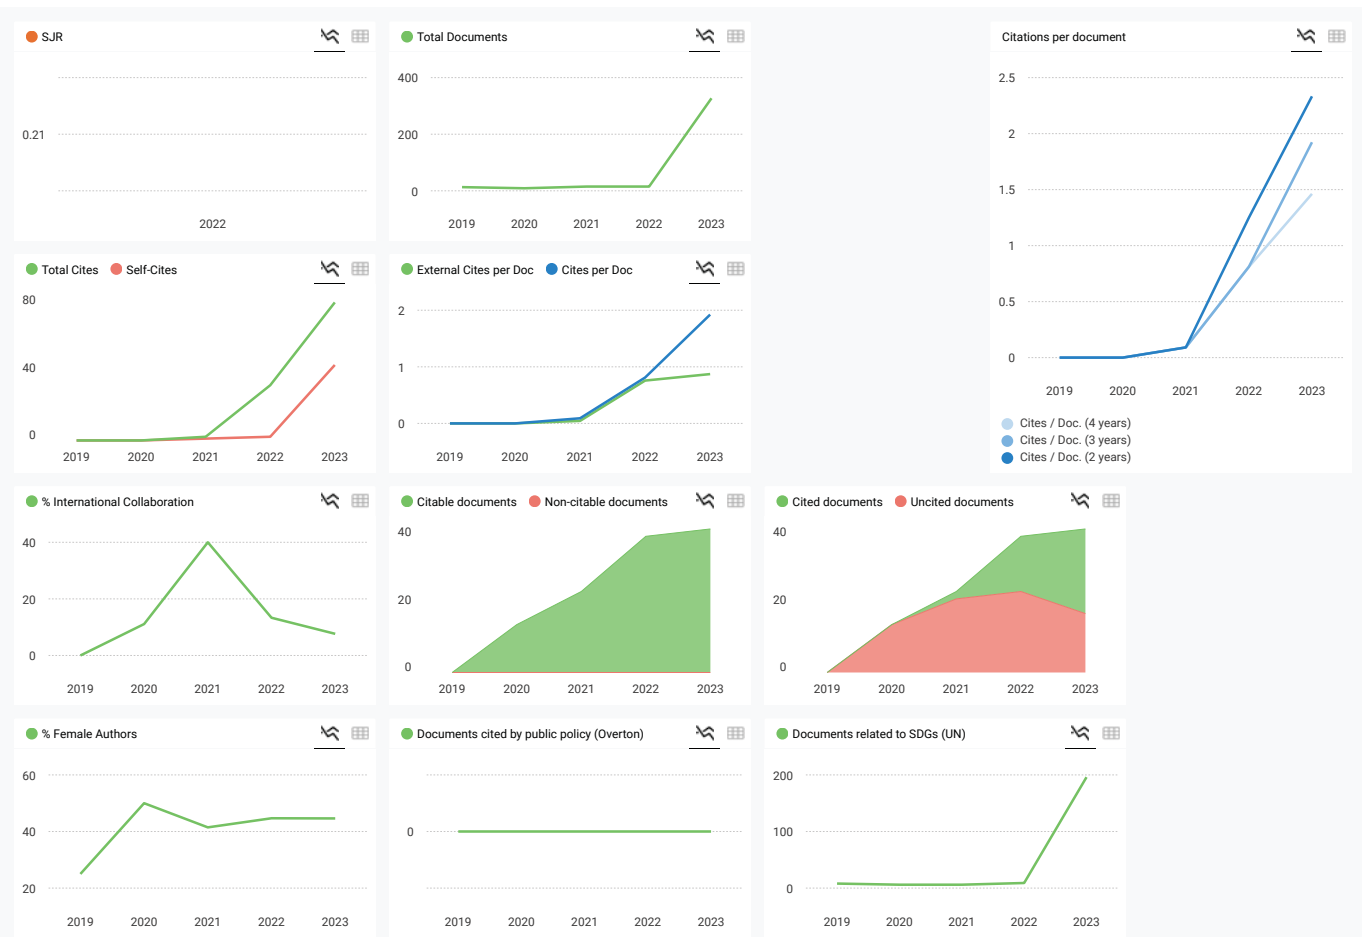 SJR
0.21
2022
Total Documents
400
200
0
2019 2020 2021 2022 2023
Citations per document
2.5
2
1.5
1
0.5
0
2019 2020 2021 2022 2023
Cites / Doc. (4 years)
Cites / Doc. (3 years)
Cites / Doc. (2 years)
Total Cites Self-Cites
80
40
0
2019 2020 2021 2022 2023
External Cites per Doc Cites per Doc
2
1
0
2019 2020 2021 2022 2023
% International Collaboration
40
20
0
2019 2020 2021 2022 2023
Citable documents Non-citable documents
40
20
0
2019 2020 2021 2022 2023
Cited documents Uncited documents
40
20
0
2019 2020 2021 2022 2023
% Female Authors
60
40
20
2019 2020 2021 2022 2023
Documents cited by public policy (Overton)
0
2019 2020 2021 2022 2023
Documents related to SDGs (UN)
200
100
0
2019 2020 2021 2022 2023